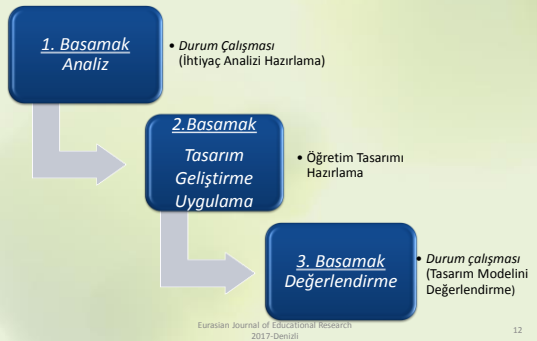 1. Basamak
Analiz
• Durum Çalışması
(İhtiyaç Analizi Hazırlama)
2.Basamak
Tasarım
Geliştirme
Uygulama
• Öğretim Tasarımı
Hazırlama
3. Basamak
Değerlendirme
• Durum çalışması
(Tasarım Modelini
Değerlendirme)
Eurasian Journal of Educational Research
2017-Denizli
12